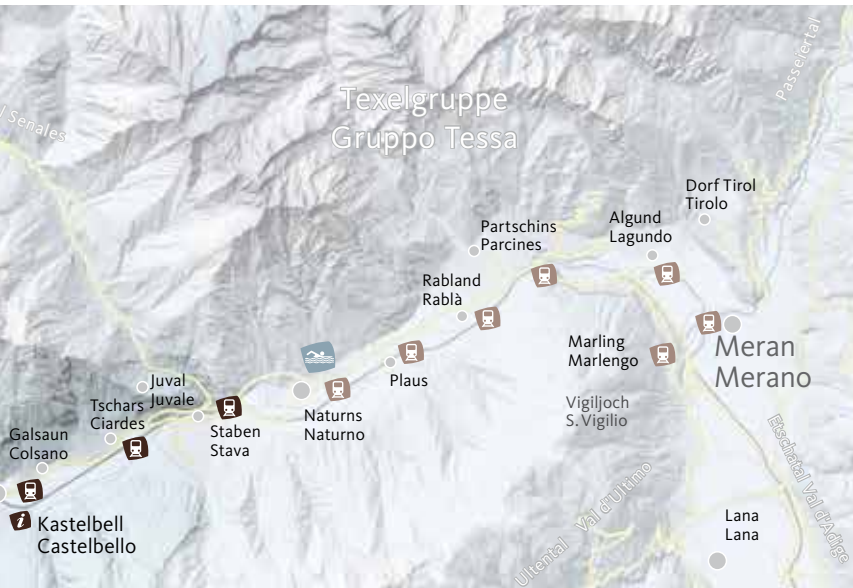 Passeiertal
Senales
Texelgruppe
Gruppo Tessa
Dorf Tirol
Tirolo
Partschins
Parcines
Algund
Lagundo
Rabland
Rablà
Marling
Marlengo
Meran
Merano
Juval
Juvale
Plaus
Tschars
Ciardes
Naturns
Naturno
Vigiljoch
S. Vigilio
Staben
Stava
Galsaun
Colsano
Etschtal Val d'Adige
Ultental Val d'Ultimo
i Kastelbell
Castelbello
Lana
Lana